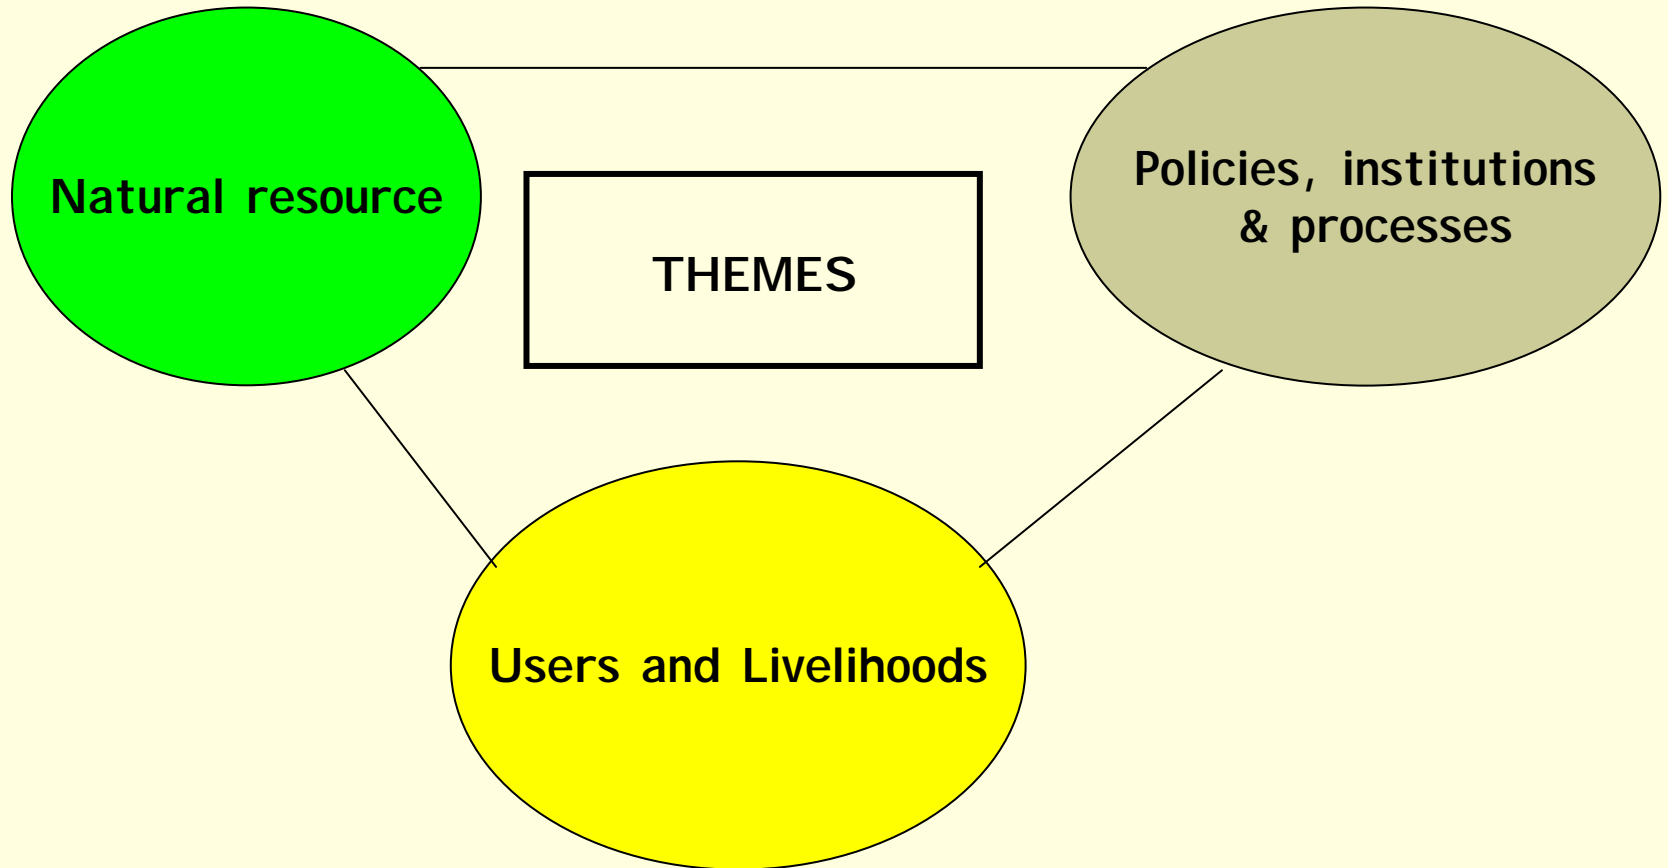 Natural resource
Policies, institutions
& processes
THEMES
Users and Livelihoods